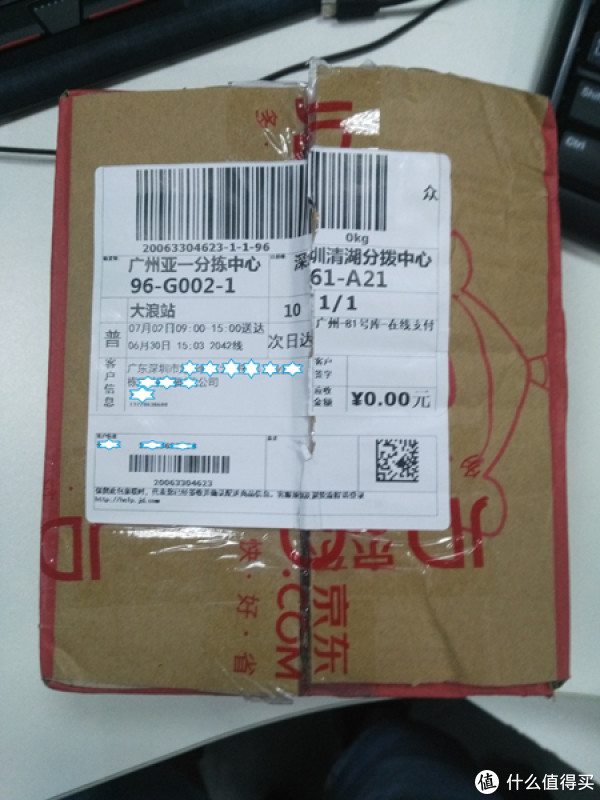 多·
众
20063304623-1-1-96
0kg
广州亚一分拣中心
深圳清湖分拨中心
96-G002-1
61-A21
大浪站
10
1/1
普
07月02日09:00-15:00送达
06月30日 15:03 2042线
次日达
广州-81号库-在线支付
客户信息
广东深圳市
栋
公司
客户
签字
应收
金额
¥0.00元
20063304623
http://help.jd.com
JD
京东
.COM
快·好·省
Ctrl
值 什么值得买